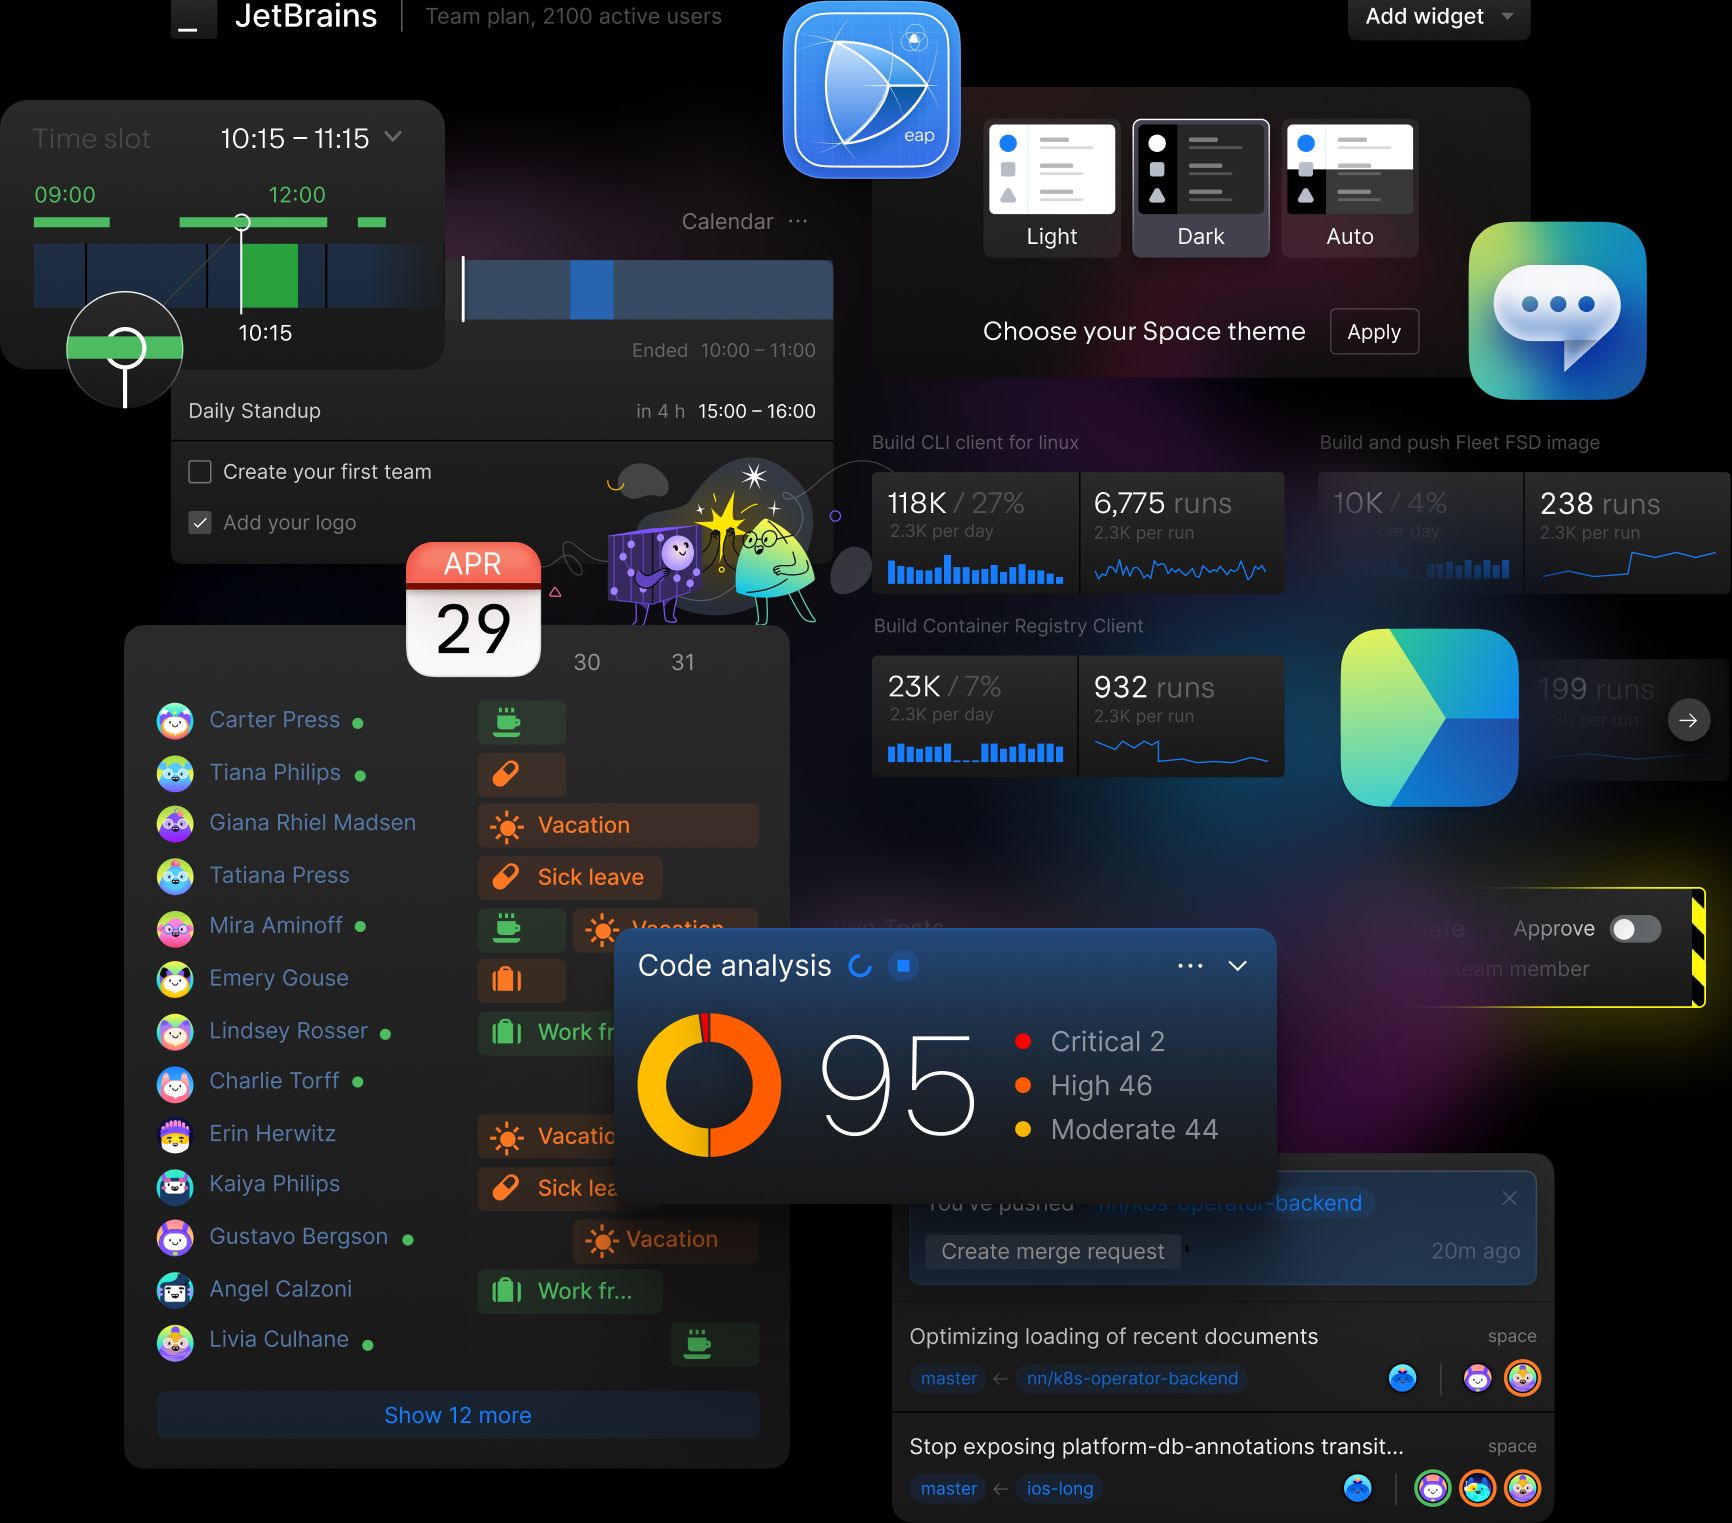 JetBrains
Team plan, 2100 active users
Add widget
eap
Time slot
10:15 – 11:15
09:00
12:00
10:15
Calendar
Ended 10:00 – 11:00
Daily Standup
in 4 h 15:00 – 16:00
Create your first team
Add your logo
Light
Dark
Auto
Choose your Space theme
Apply
Build CLI client for linux
118K / 27%
2.3K per day
6,775 runs
2.3K per run
Build and push Fleet FSD image
10K / 4%
2.3K per day
238 runs
2.3K per run
Build Container Registry Client
23K / 7%
2.3K per day
932 runs
2.3K per run
199 runs
2.3K per run
APR
29
30
31
Carter Press
Tiana Philips
Giana Rhiel Madsen
Vacation
Tatiana Press
Sick leave
Mira Aminoff
Vacation
Emery Gouse
Lindsey Rosser
Work fr
Charlie Torff
Erin Herwitz
Vacatio
Kaiya Philips
Sick lea
Gustavo Bergson
Vacation
Angel Calzoni
Work fr...
Livia Culhane
Show 12 more
Tests
Gate
Approve
team member
Code analysis
95
Critical 2
High 46
Moderate 44
You've pushed nn/k8s-operator-backend
Create merge request
20m ago
Optimizing loading of recent documents
space
master ← nn/k8s-operator-backend
Stop exposing platform-db-annotations transit...
space
master ← ios-long